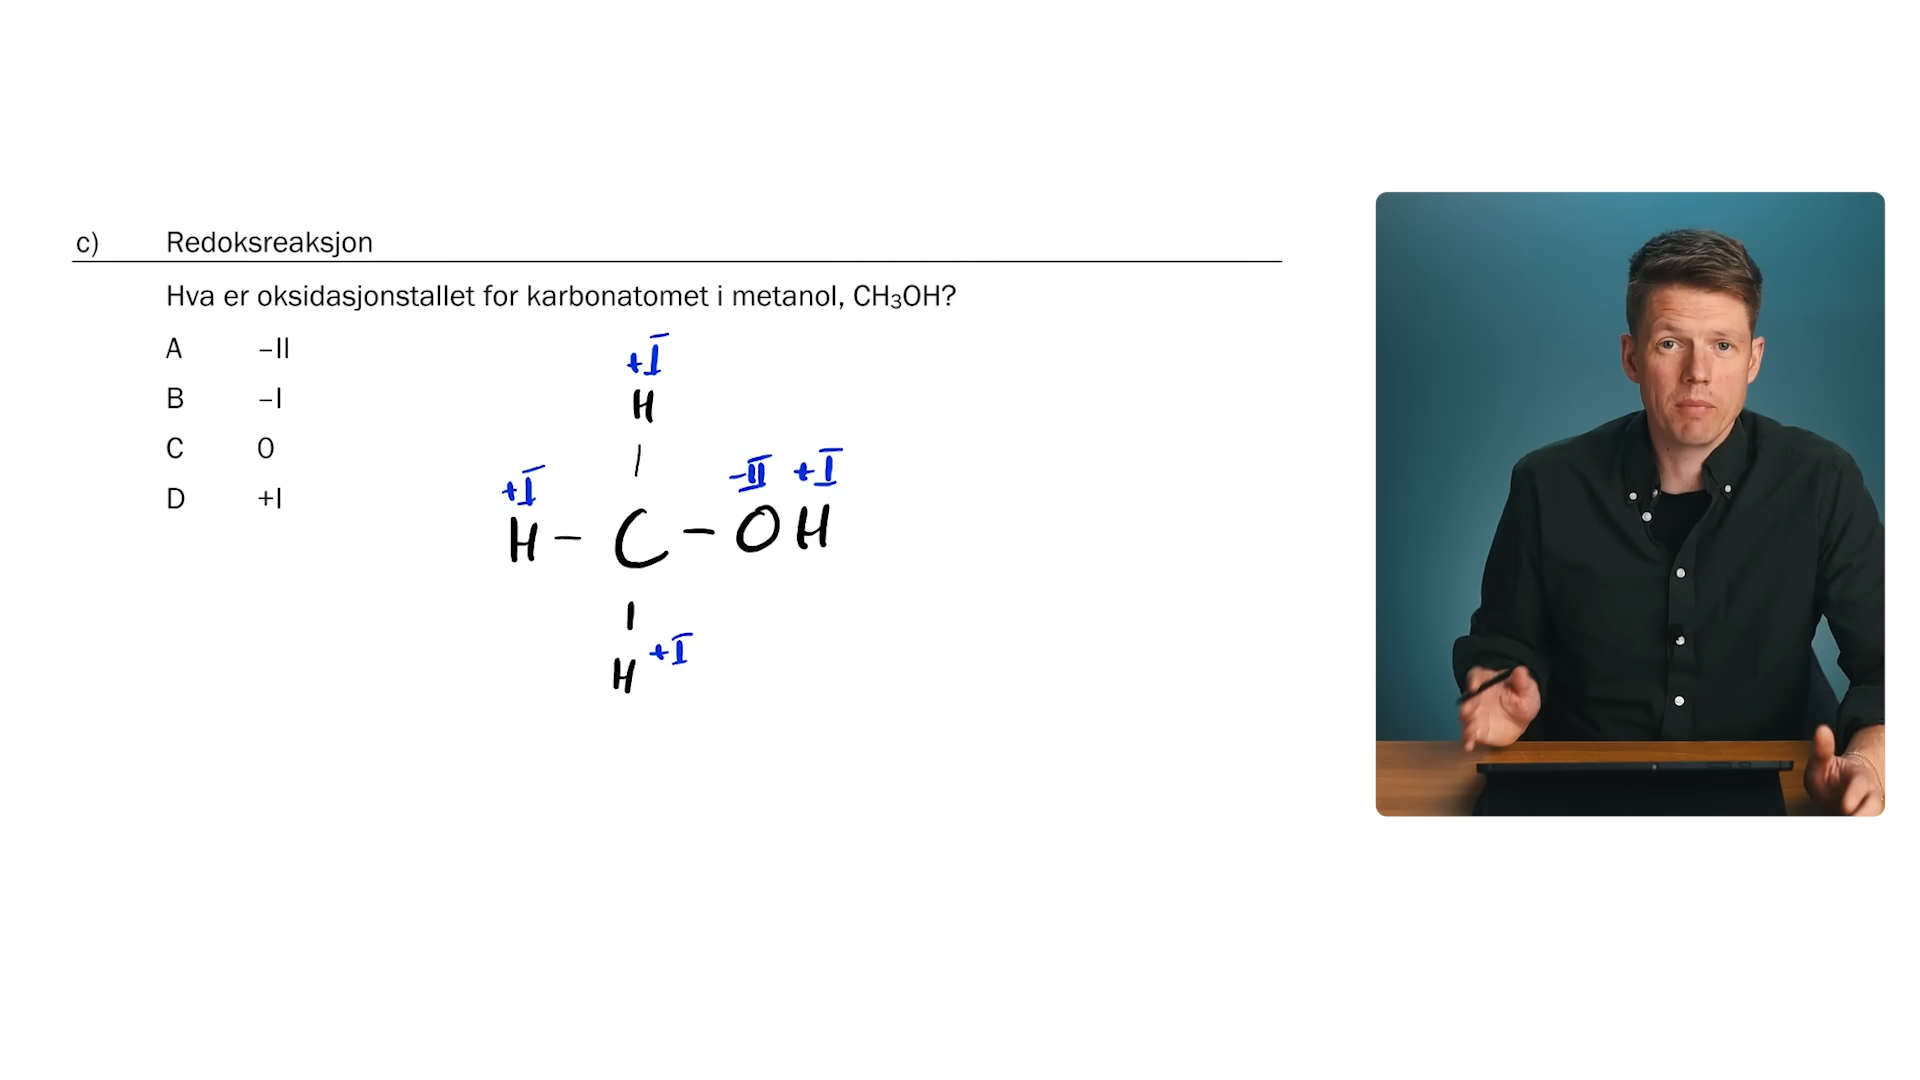 c) Redoksreaksjon
Hva er oksidasjonstallet for karbonatomet i metanol, CH₃OH?
A –II
B –I
C 0
D +I
+I
H
+I -II +I
H – C – OH
H +I